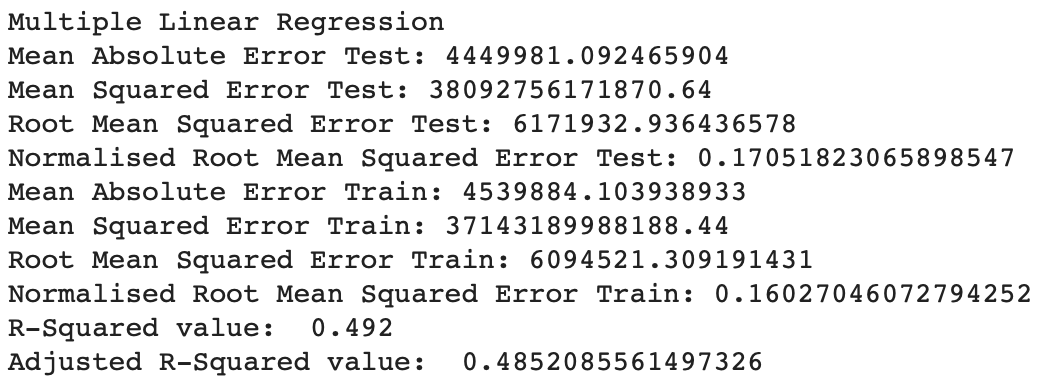 Multiple Linear Regression
Mean Absolute Error Test: 4449981.092465904
Mean Squared Error Test: 38092756171870.64
Root Mean Squared Error Test: 6171932.936436578
Normalised Root Mean Squared Error Test: 0.17051823065898547
Mean Absolute Error Train: 4539884.103938933
Mean Squared Error Train: 37143189988188.44
Root Mean Squared Error Train: 6094521.309191431
Normalised Root Mean Squared Error Train: 0.16027046072794252
R-Squared value:  0.492
Adjusted R-Squared value:  0.4852085561497326